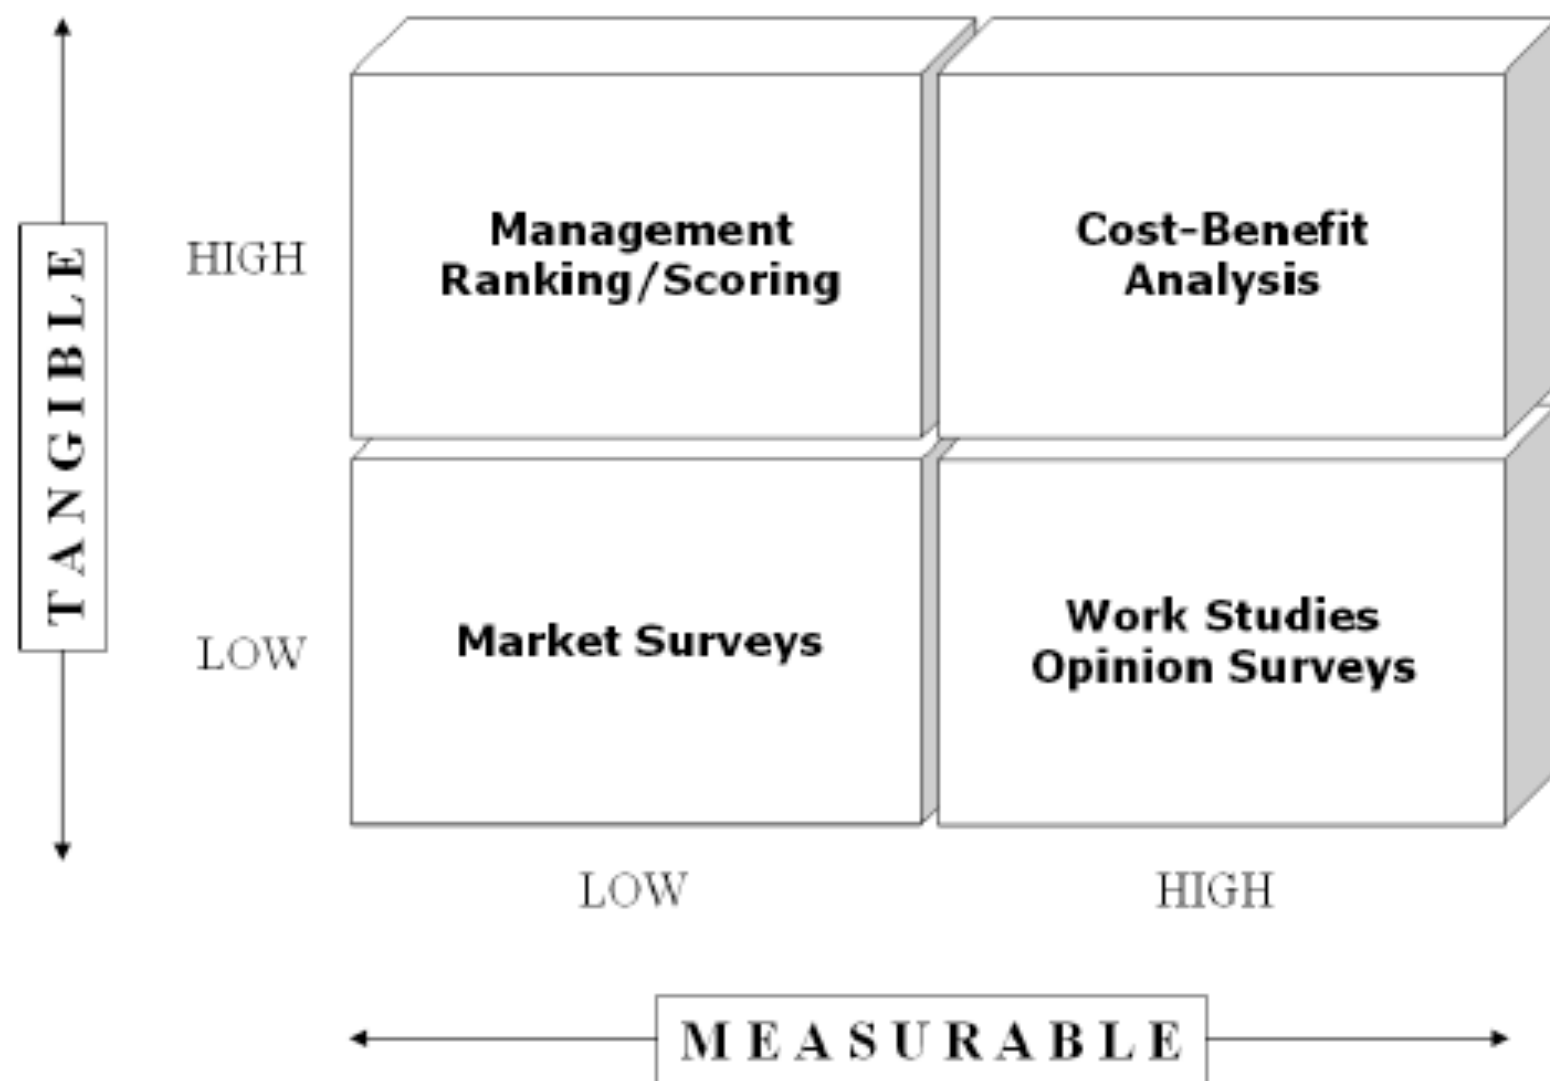 TANGIBLE
HIGH
Management
Ranking/Scoring
Cost-Benefit
Analysis
LOW
Market Surveys
Work Studies
Opinion Surveys
LOW
HIGH
MEASURABLE